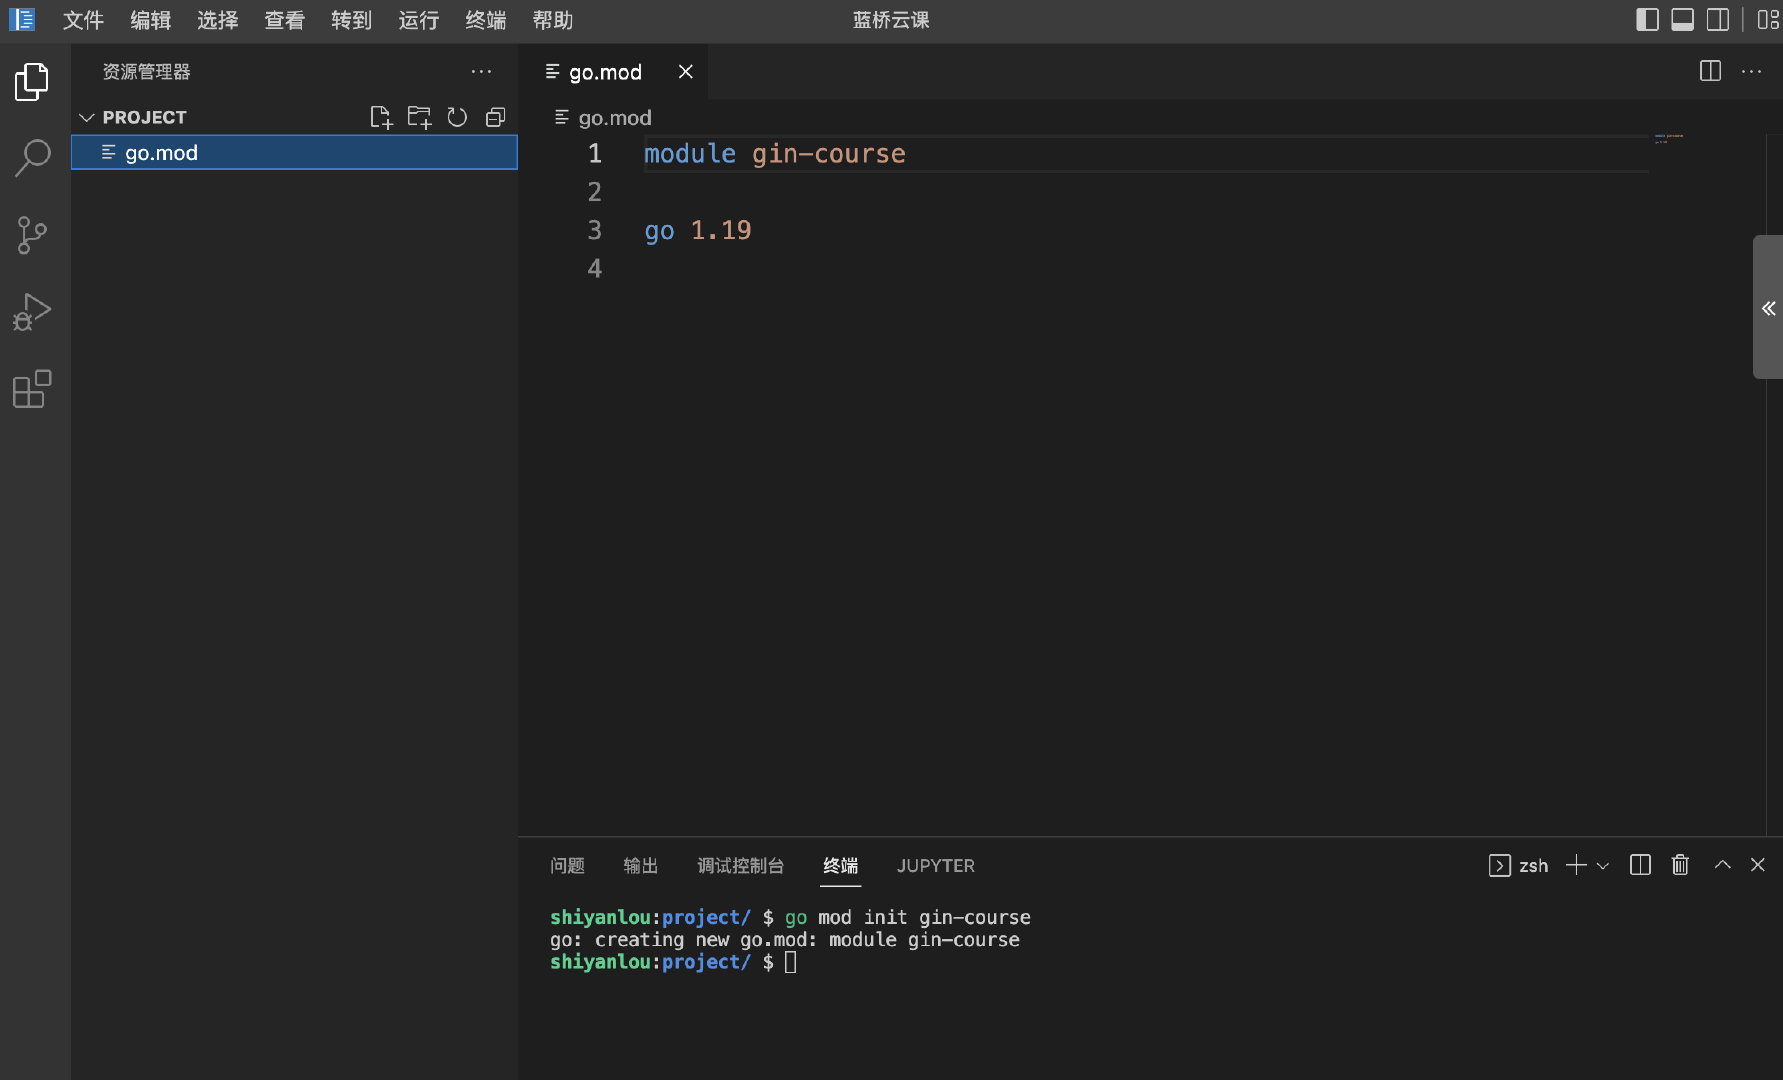 文件 编辑 选择 查看 转到 运行 终端 帮助 蓝桥云课
资源管理器
go.mod
PROJECT
go.mod
go.mod
1 module gin-course
2
3 go 1.19
4
问题 输出 调试控制台 终端 JUPYTER zsh
shiyanlou:project/ $ go mod init gin-course
go: creating new go.mod: module gin-course
shiyanlou:project/ $